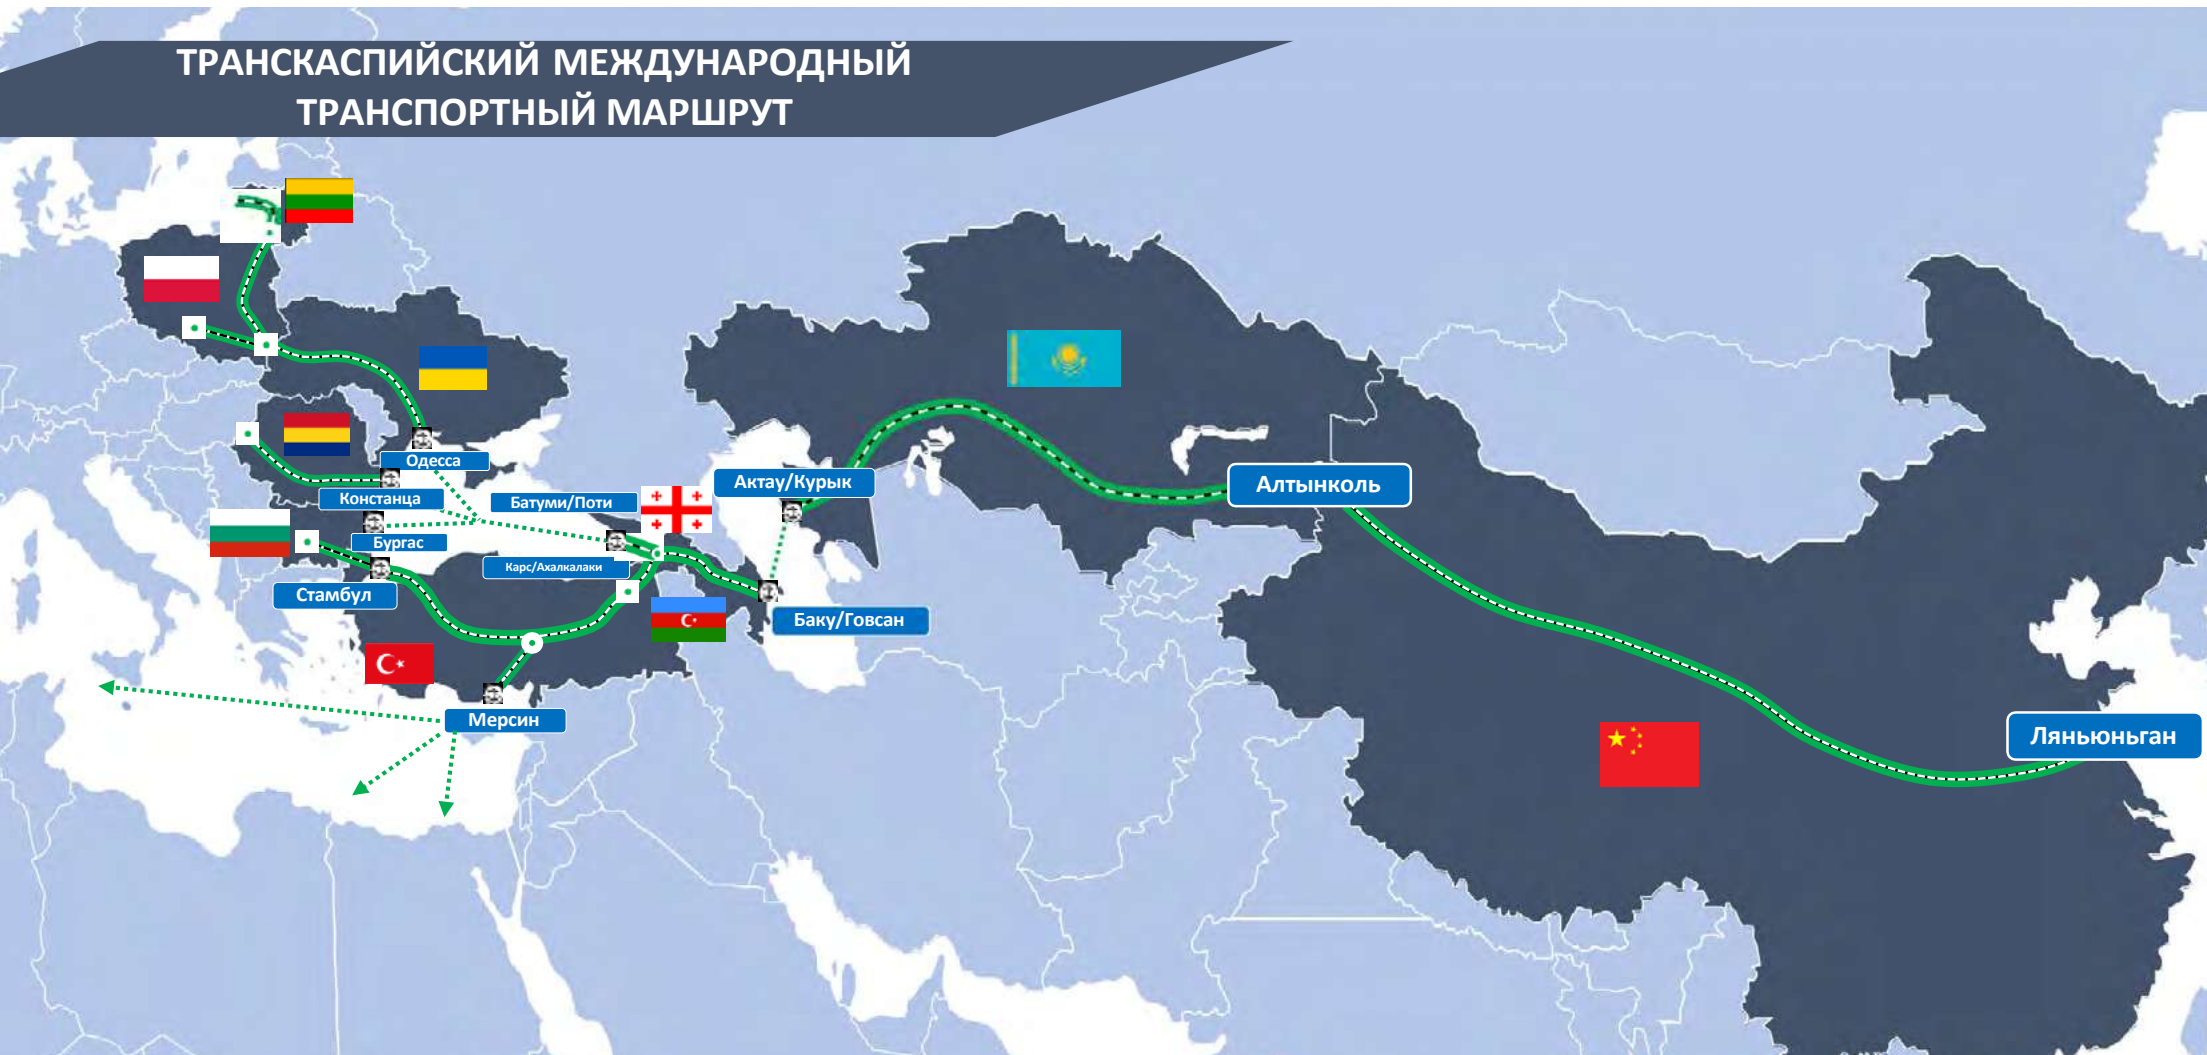 ТРАНСКАСПИЙСКИЙ МЕЖДУНАРОДНЫЙ
ТРАНСПОРТНЫЙ МАРШРУТ
Одесса
Констанца
Батуми/Поти
Актау/Курык
Алтынколь
Бургас
Карс/Ахалкалаки
Стамбул
Баку/Говсан
Мерсин
Ляньюньган